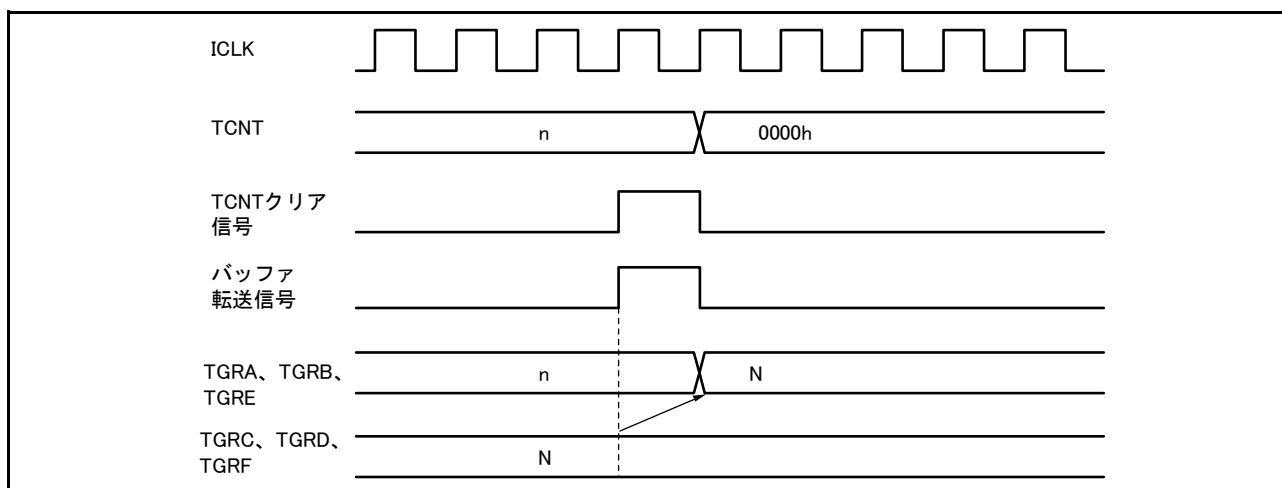 ICLK
TCNT
n
0000h
TCNTクリア
信号
バッファ
転送信号
TGRA、TGRB、
TGRE
n
N
TGRC、TGRD、
TGRF
N